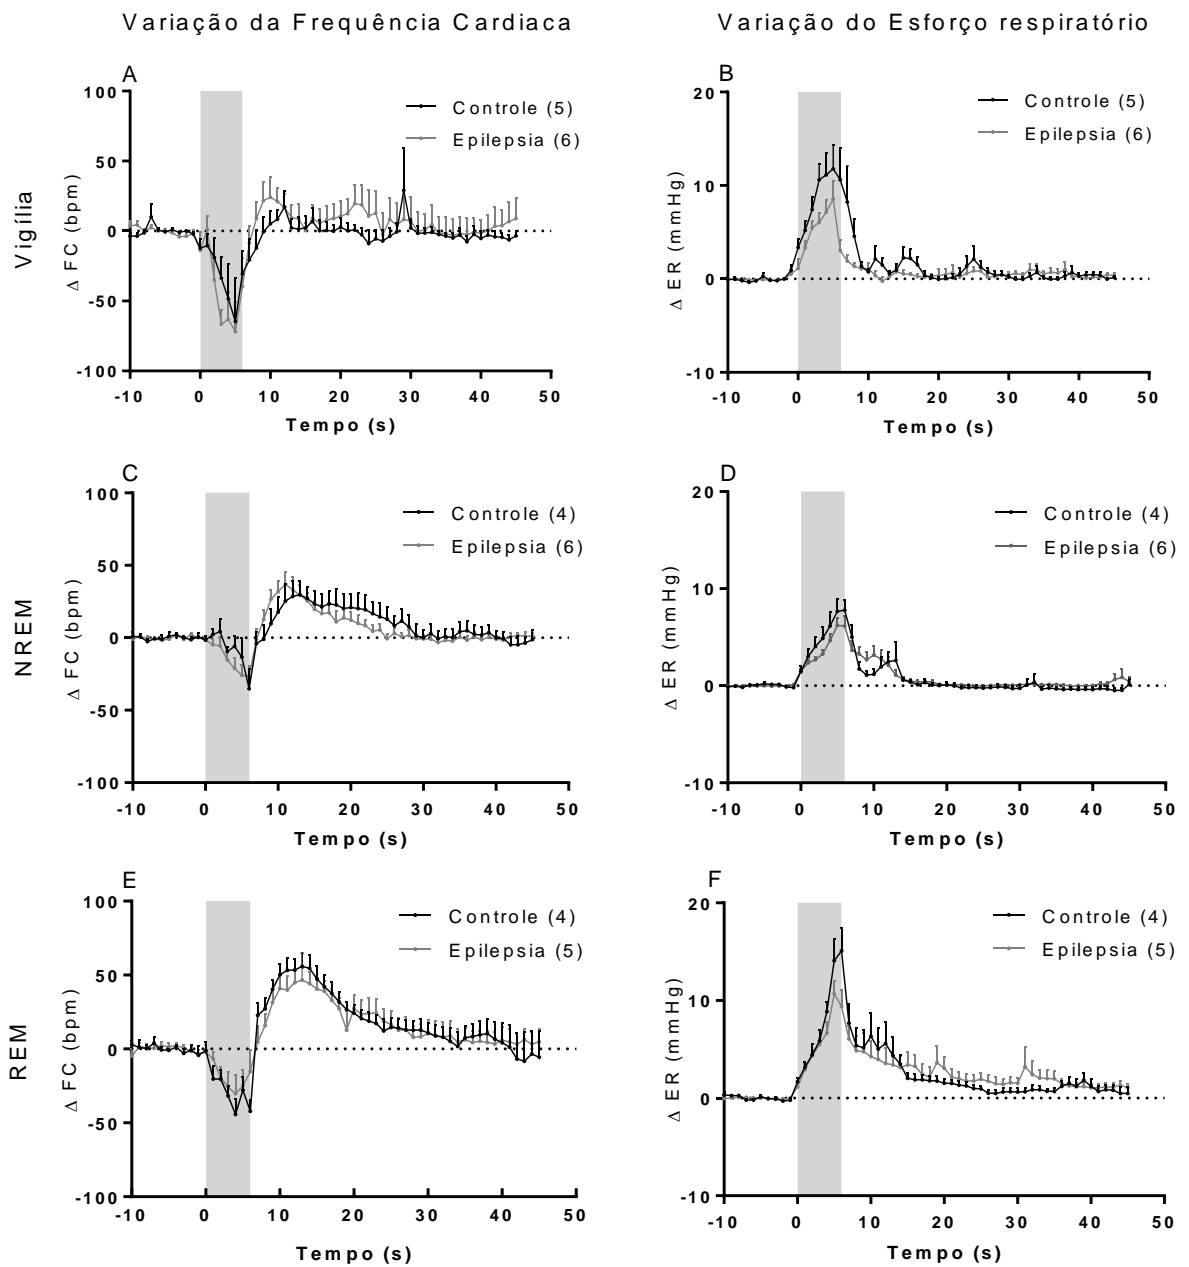 Variação da Frequência Cardiaca
Variação do Esforço respiratório
A
Vigília
Δ FC (bpm)
100
50
0
-50
-100
Controle (5)
Epilepsia (6)
-10 0 10 20 30 40 50
Tempo (s)
B
Δ ER (mmHg)
20
10
0
-10
Controle (5)
Epilepsia (6)
-10 0 10 20 30 40 50
Tempo (s)
C
NREM
Δ FC (bpm)
100
50
0
-50
-100
Controle (4)
Epilepsia (6)
-10 0 10 20 30 40 50
Tempo (s)
D
Δ ER (mmHg)
20
10
0
-10
Controle (4)
Epilepsia (6)
-10 0 10 20 30 40 50
Tempo (s)
E
REM
Δ FC (bpm)
100
50
0
-50
-100
Controle (4)
Epilepsia (5)
-10 0 10 20 30 40 50
Tempo (s)
F
Δ ER (mmHg)
20
10
0
-10
Controle (4)
Epilepsia (5)
-10 0 10 20 30 40 50
Tempo (s)